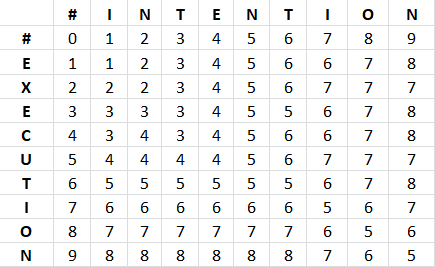 # I N T E N T I O N
# 0 1 2 3 4 5 6 7 8 9
E 1 1 2 3 4 5 6 6 7 8
X 2 2 2 3 4 5 6 7 7 7
E 3 3 3 3 4 5 5 6 7 8
C 4 3 4 3 4 5 6 6 7 8
U 5 4 4 4 4 5 6 7 7 7
T 6 5 5 5 5 5 5 6 7 8
I 7 6 6 6 6 6 6 5 6 7
O 8 7 7 7 7 7 7 6 5 6
N 9 8 8 8 8 8 8 7 6 5